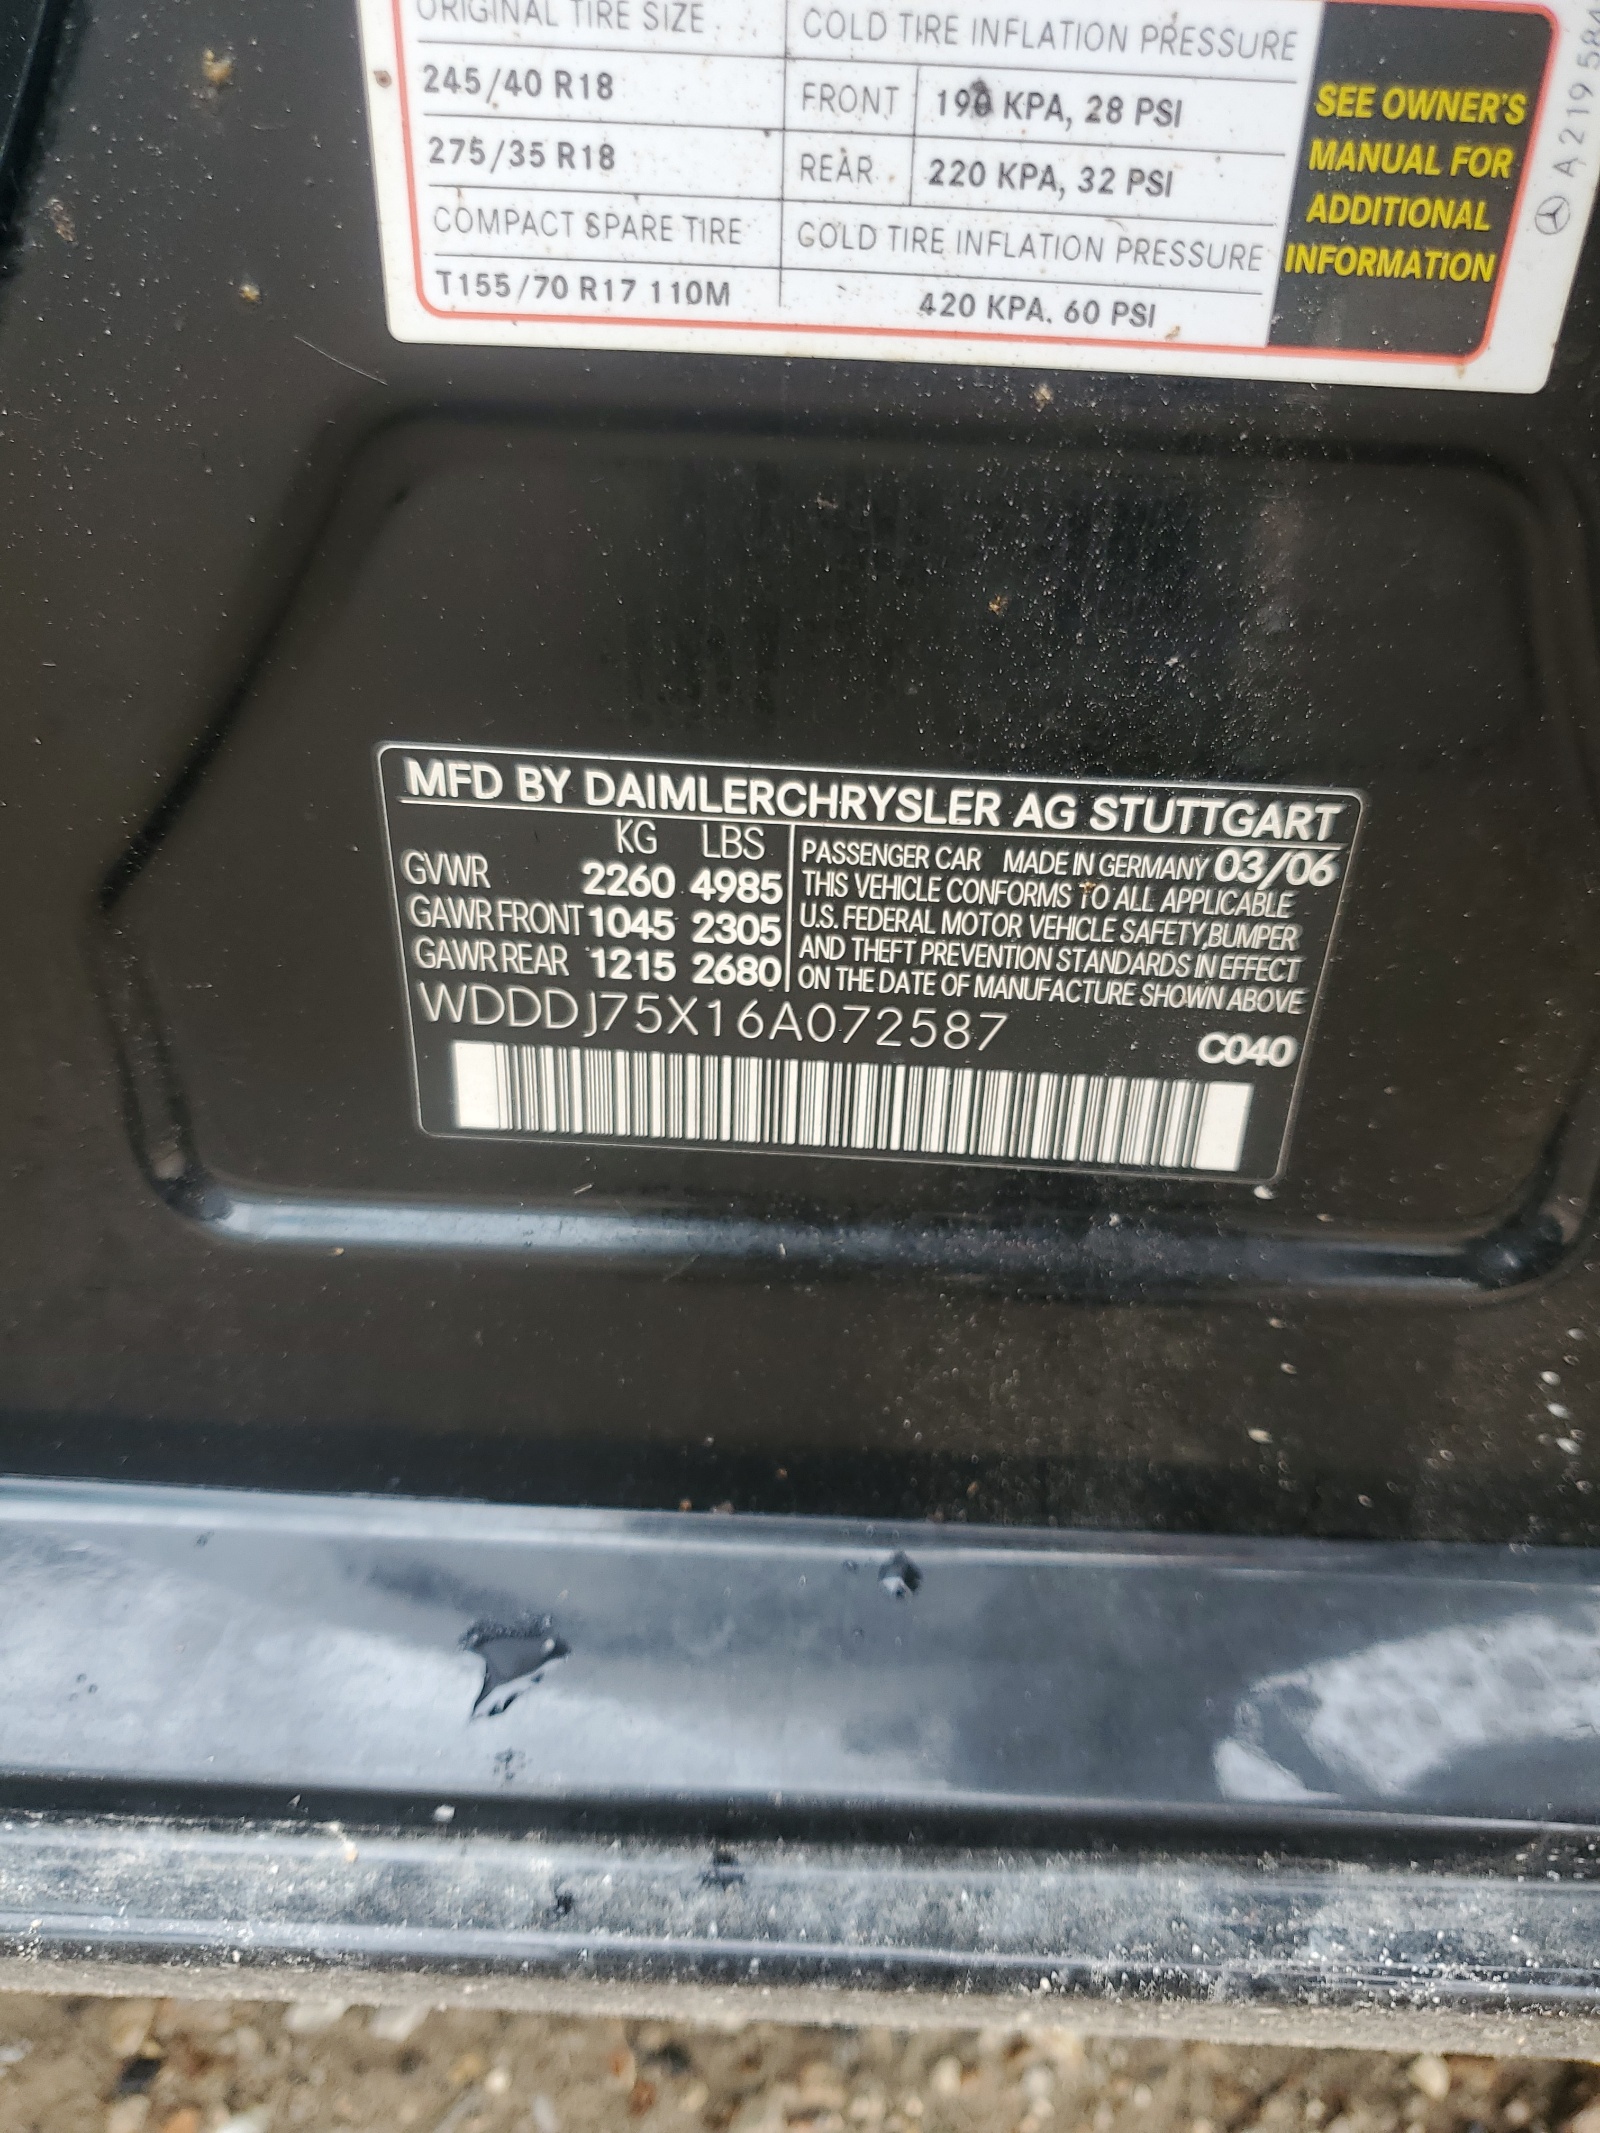 ORIGINAL TIRE SIZE COLD TIRE INFLATION PRESSURE
245/40 R18 FRONT 190 KPA, 28 PSI
275/35 R18 REAR 220 KPA, 32 PSI
COMPACT SPARE TIRE COLD TIRE INFLATION PRESSURE
T155/70 R17 110M 420 KPA. 60 PSI
SEE OWNER'S
MANUAL FOR
ADDITIONAL
INFORMATION
A 219 584
MFD BY DAIMLERCHRYSLER AG STUTTGART
KG LBS
GVWR 2260 4985
GAWR FRONT 1045 2305
GAWR REAR 1215 2680
PASSENGER CAR MADE IN GERMANY 03/06
THIS VEHICLE CONFORMS TO ALL APPLICABLE
U.S. FEDERAL MOTOR VEHICLE SAFETY, BUMPER
AND THEFT PREVENTION STANDARDS IN EFFECT
ON THE DATE OF MANUFACTURE SHOWN ABOVE
WDDDJ75X16A072587
C040